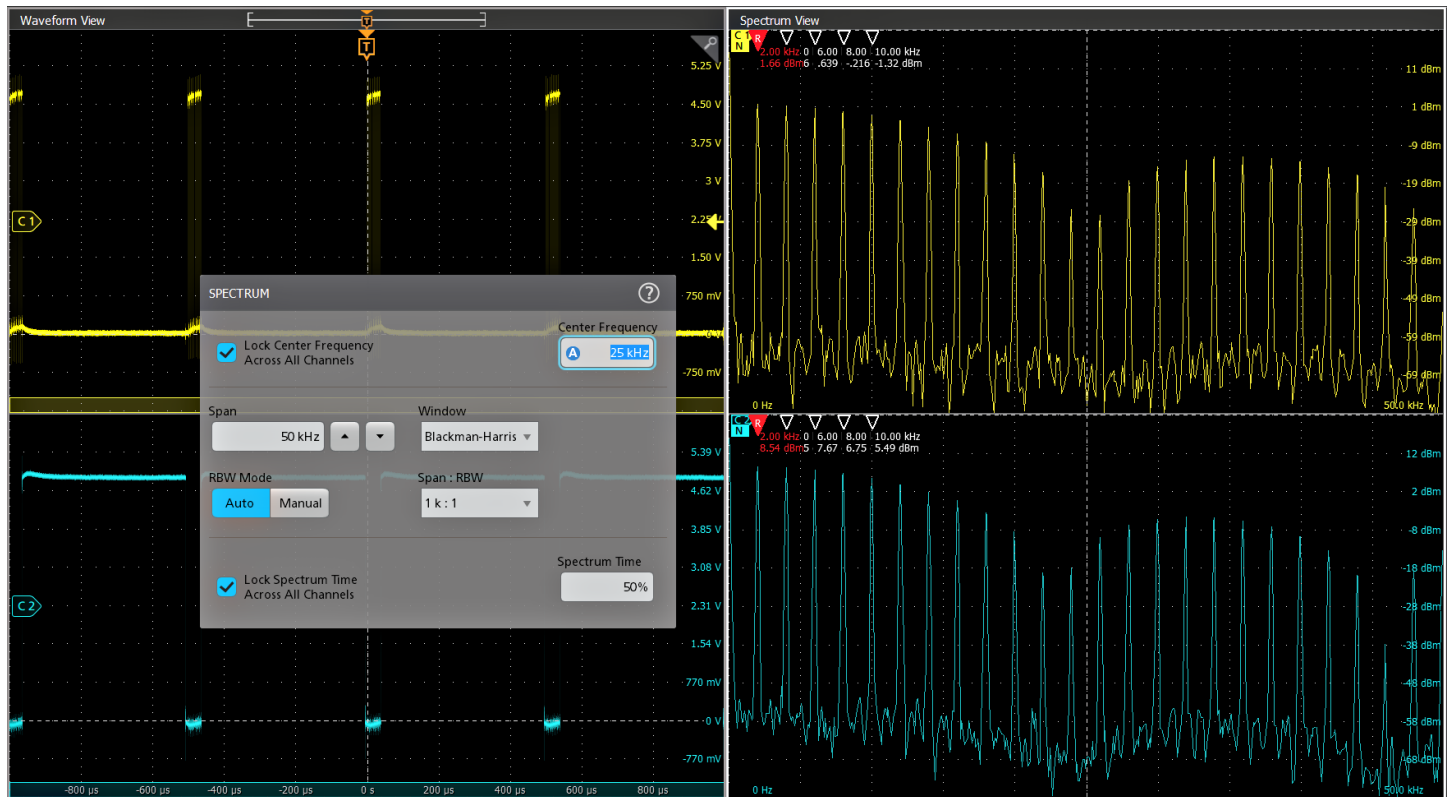 Waveform View
T
T
5.25 V
4.50 V
3.75 V
3 V
C 1
2.25 V
1.50 V
750 mV
0 V
-750 mV
SPECTRUM
?
Lock Center Frequency
Across All Channels
Center Frequency
A 25 kHz
Span
50 kHz
Window
Blackman-Harris
RBW Mode
Auto Manual
Span : RBW
1 k : 1
Lock Spectrum Time
Across All Channels
Spectrum Time
50%
5.39 V
4.62 V
3.85 V
3.08 V
C 2
2.31 V
1.54 V
770 mV
0 V
-770 mV
-800 µs -600 µs -400 µs -200 µs 0 s 200 µs 400 µs 600 µs 800 µs
Spectrum View
C 1
N
R
2.00 kHz 0 6.00 8.00 10.00 kHz
1.66 dBm 6 .639 -.216 -1.32 dBm
11 dBm
1 dBm
-9 dBm
-19 dBm
-29 dBm
-39 dBm
-49 dBm
-59 dBm
-69 dBm
0 Hz 50.0 kHz
C 2
N
R
2.00 kHz 0 6.00 8.00 10.00 kHz
8.54 dBm 5 7.67 6.75 5.49 dBm
12 dBm
2 dBm
-8 dBm
-18 dBm
-28 dBm
-38 dBm
-48 dBm
-58 dBm
-68 dBm
0 Hz 50.0 kHz